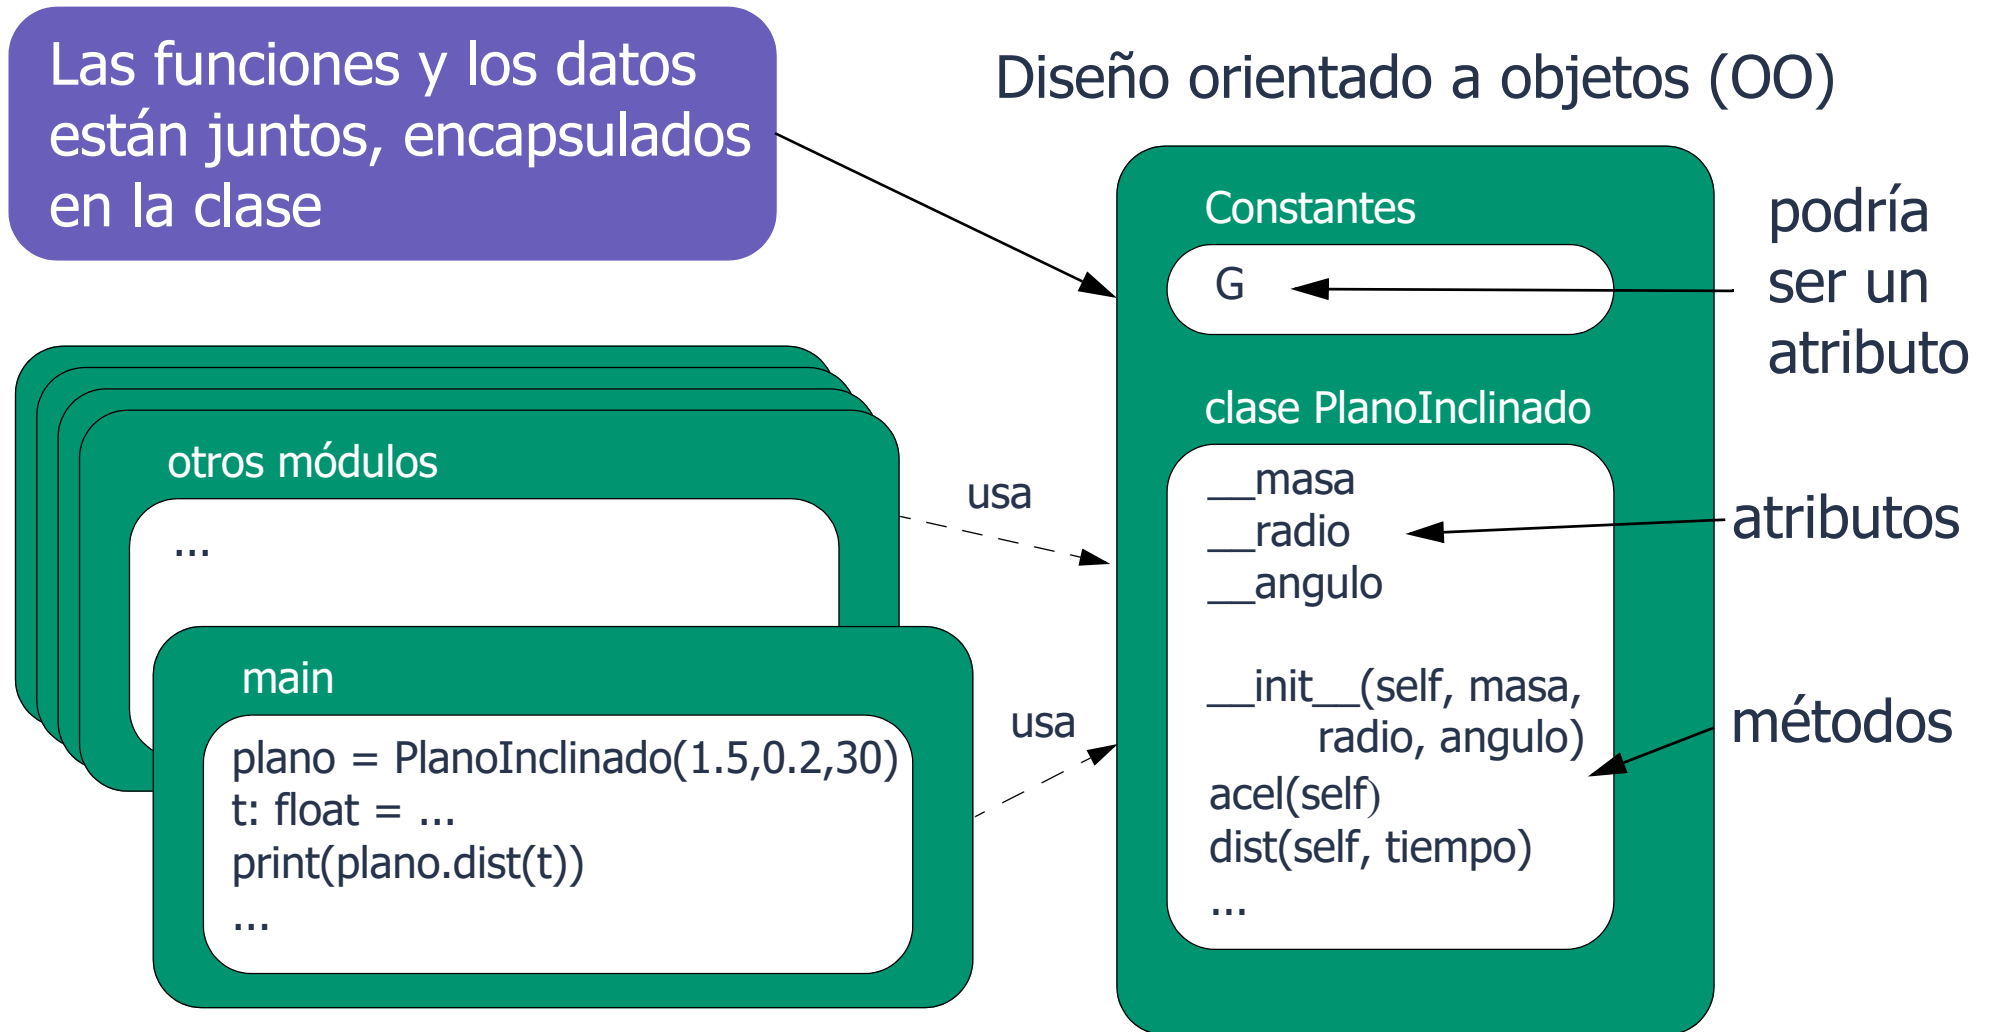 Las funciones y los datos
están juntos, encapsulados
en la clase
Diseño orientado a objetos (OO)
Constantes
G
podría
ser un
atributo
clase PlanoInclinado
__masa
__radio
__angulo
atributos
__init__(self, masa,
radio, angulo)
acel(self)
dist(self, tiempo)
...
métodos
otros módulos
...
usa
main
plano = PlanoInclinado(1.5,0.2,30)
t: float = ...
print(plano.dist(t))
...
usa